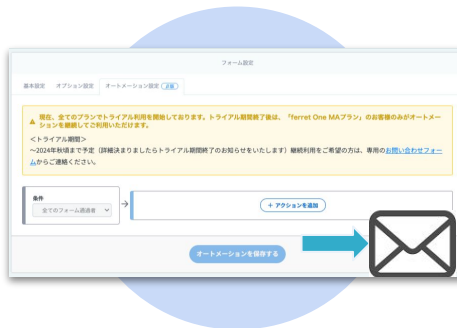 フォーム設定
基本設定 オプション設定 オートメーション設定 必須
現在、全てのプランでトライアル利用を開始しております。トライアル期間終了後は、「ferret One MAプラン」のお客様のみがオートメー
ションを継続してご利用いただけます。
＜トライアル期間＞
〜2024年秋頃まで予定（詳細決まりましたらトライアル期間終了のお知らせをいたします）継続利用をご希望の方は、専用のお問い合わせフォー
ムからご連絡ください。
条件
全てのフォーム通過者
+ アクションを追加
オートメーションを保存する